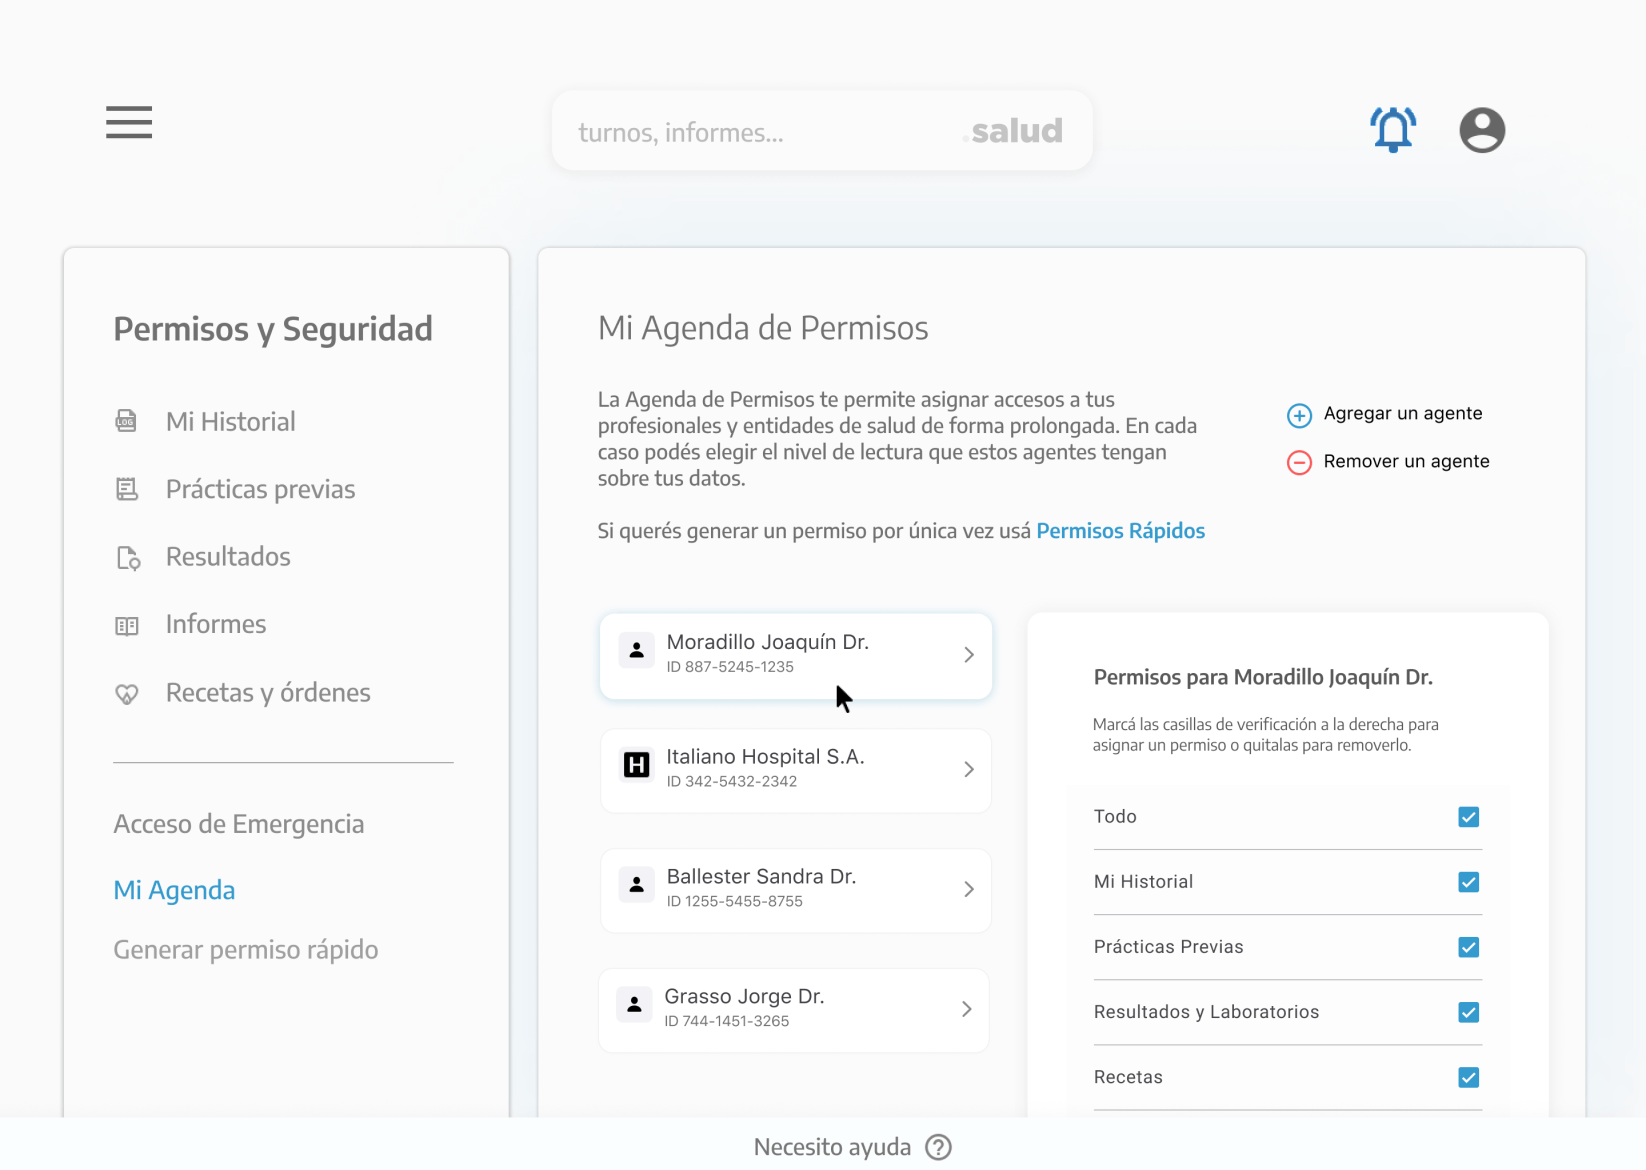 turnos, informes...
.salud
Permisos y Seguridad
Mi Historial
Prácticas previas
Resultados
Informes
Recetas y órdenes
Acceso de Emergencia
Mi Agenda
Generar permiso rápido
Mi Agenda de Permisos
La Agenda de Permisos te permite asignar accesos a tus
profesionales y entidades de salud de forma prolongada. En cada
caso podés elegir el nivel de lectura que estos agentes tengan
sobre tus datos.
Si querés generar un permiso por única vez usá Permisos Rápidos
Agregar un agente
Remover un agente
Moradillo Joaquín Dr.
ID 887-5245-1235
H
Italiano Hospital S.A.
ID 342-5432-2342
Ballester Sandra Dr.
ID 1255-5455-8755
Grasso Jorge Dr.
ID 744-1451-3265
Permisos para Moradillo Joaquín Dr.
Marcá las casillas de verificación a la derecha para
asignar un permiso o quitalas para removerlo.
Todo
Mi Historial
Prácticas Previas
Resultados y Laboratorios
Recetas
Necesito ayuda ?